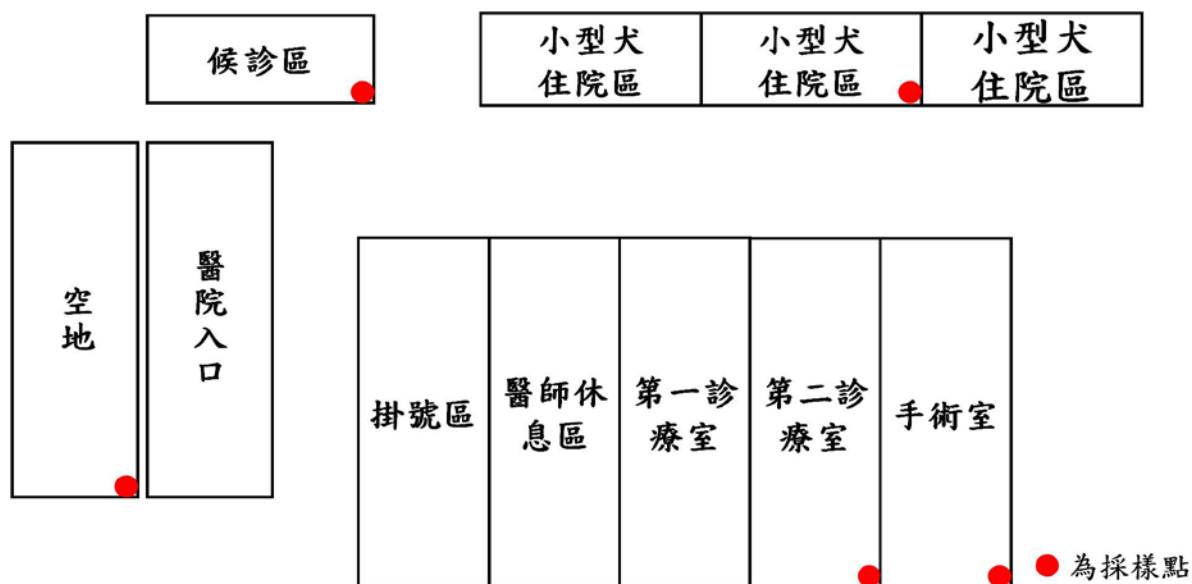 候診區
小型犬
住院區
小型犬
住院區
小型犬
住院區
空地
醫院入口
掛號區
醫師休
息區
第一診
療室
第二診
療室
手術室
為採樣點